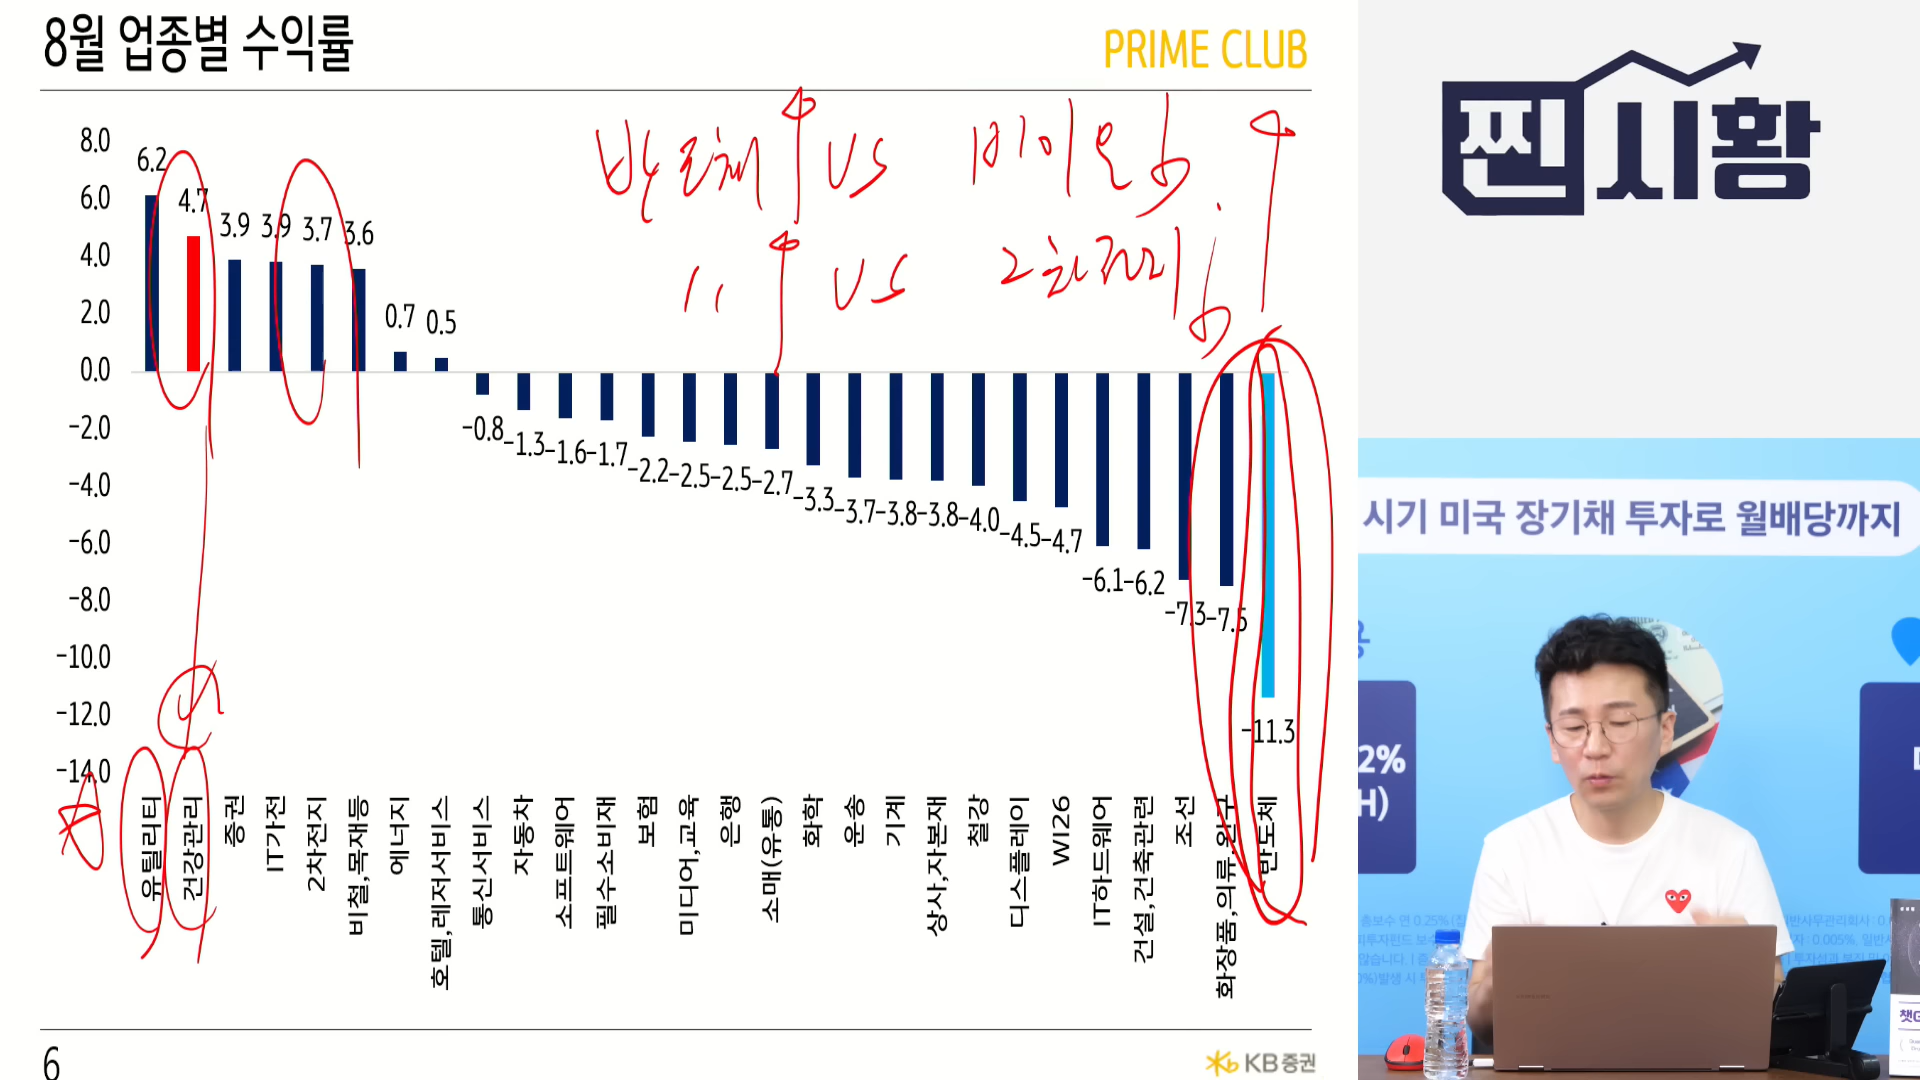 8월 업종별 수익률
PRIME CLUB
찐시황
반도체 vs 바이오
〃 vs 2차전지
8.0
6.0
4.0
2.0
0.0
-2.0
-4.0
-6.0
-8.0
-10.0
-12.0
-14.0
6.2
4.7
3.9
3.9
3.7
3.6
0.7
0.5
-0.8
-1.3
-1.6
-1.7
-2.2
-2.5
-2.5
-2.7
-3.3
-3.7
-3.8
-3.8
-4.0
-4.5
-4.7
-6.1
-6.2
-7.3
-7.5
-11.3
유틸리티
건강관리
증권
IT가전
2차전지
비철,목재등
에너지
호텔,레저서비스
통신서비스
자동차
소프트웨어
필수소비재
보험
미디어,교육
은행
소매(유통)
화학
운송
기계
상사,자본재
철강
디스플레이
WI26
IT하드웨어
건설,건축관련
조선
화장품,의류,완구
반도체
6
KB증권
시기 미국 장기채 투자로 월배당까지
2%
H)
총보수 연 0.25%